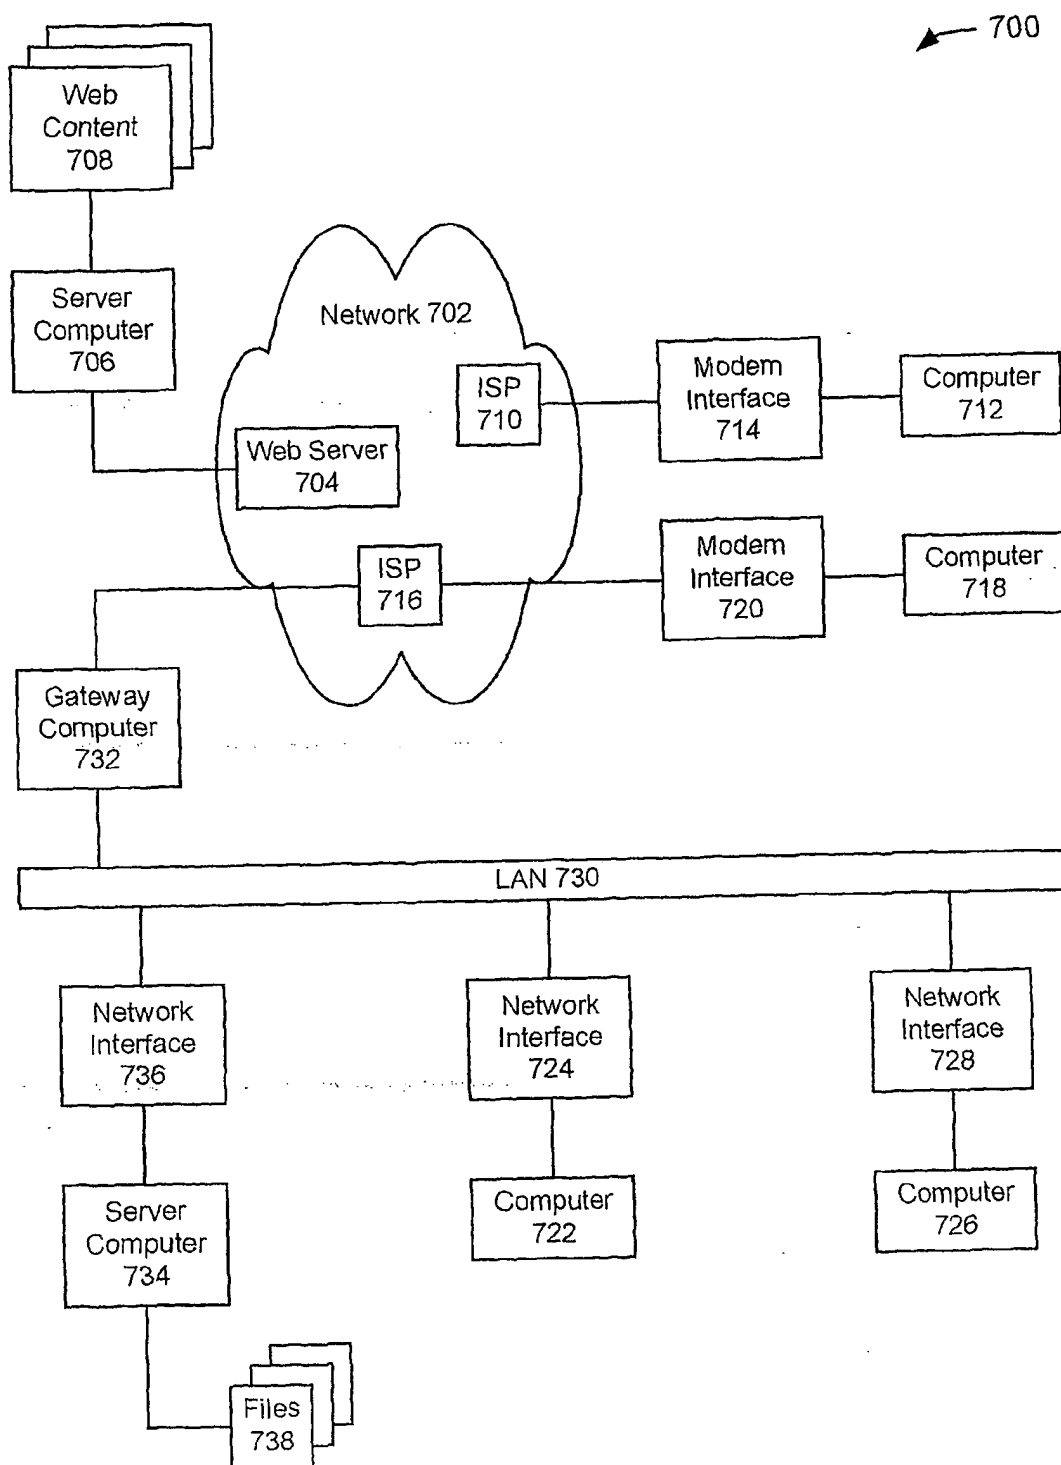 700
Web
Content
708
Server
Computer
706
Network 702
ISP
710
Modem
Interface
714
Computer
712
Web Server
704
ISP
716
Modem
Interface
720
Computer
718
Gateway
Computer
732
LAN 730
Network
Interface
736
Network
Interface
724
Network
Interface
728
Server
Computer
734
Computer
722
Computer
726
Files
738